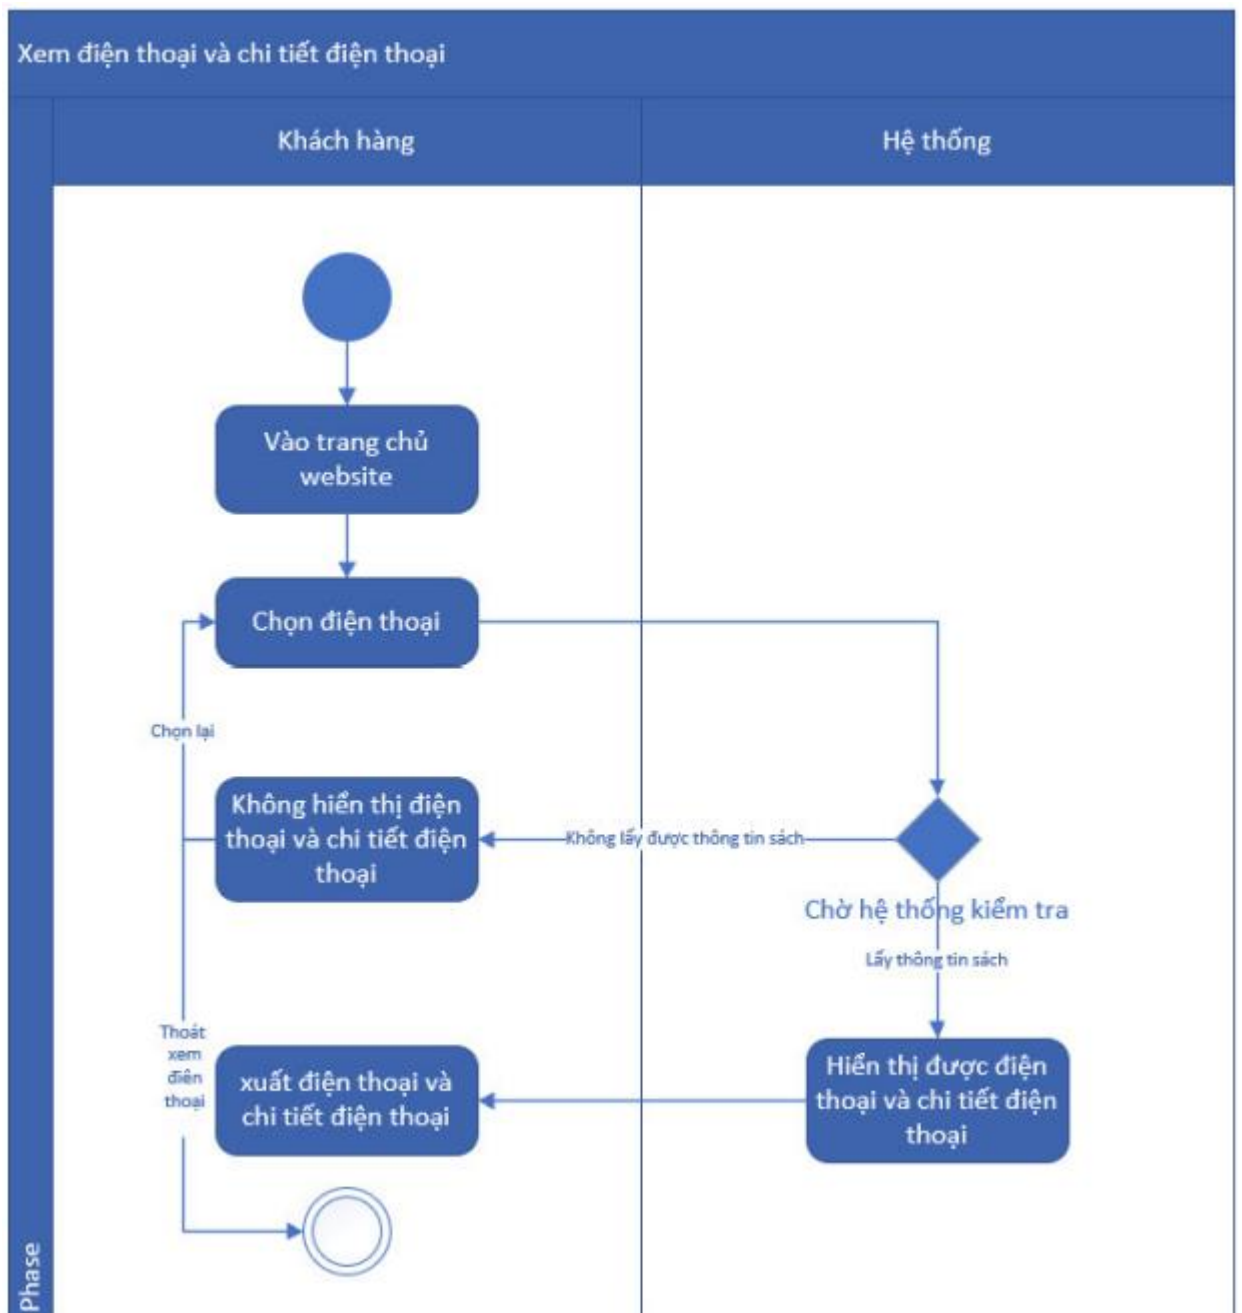 Xem điện thoại và chi tiết điện thoại
Khách hàng
Hệ thống
Vào trang chủ
website
Chọn điện thoại
Chọn lại
Không hiển thị điện
thoại và chi tiết điện
thoại
Không lấy được thông tin sách
Chờ hệ thống kiểm tra
Lấy thông tin sách
Thoát
xem
điên
thoại
xuất điện thoại và
chi tiết điện thoại
Hiển thị được điện
thoại và chi tiết điện
thoại
Phase